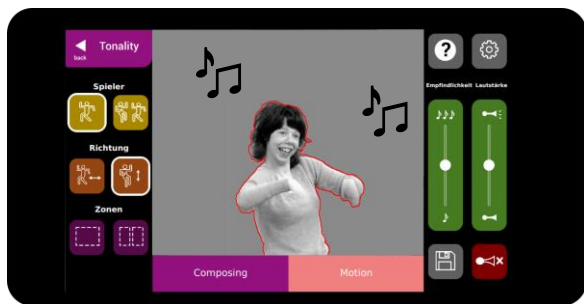 Tonality
back
Spieler
Richtung
Zonen
?
Empfindlichkeit Lautstärke
Composing
Motion